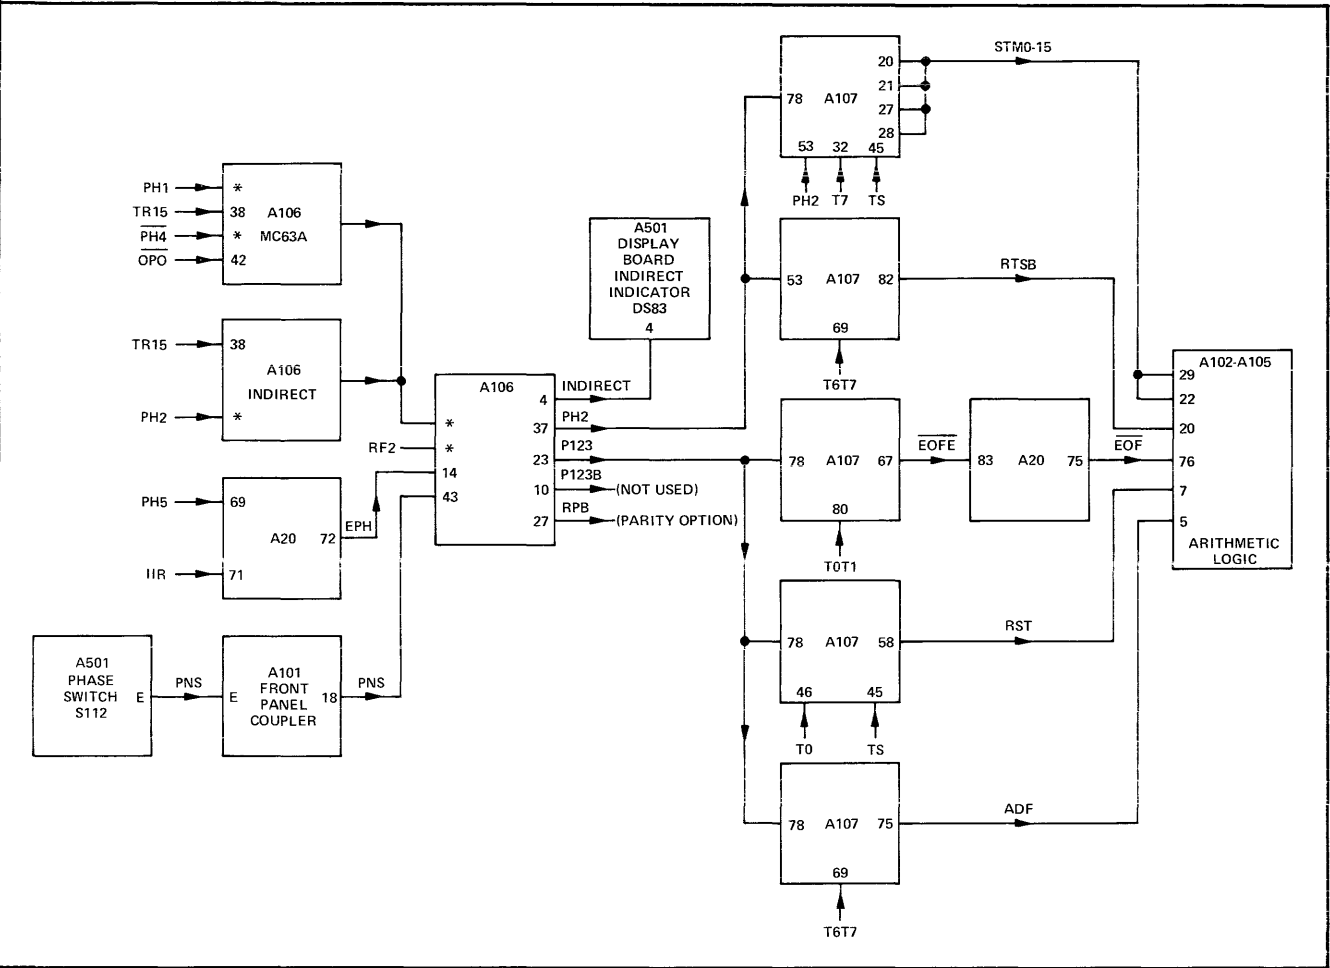 PH1
*
TR15
38
A106
P̅H̅4̅
*
MC63A
O̅P̅O̅
42
TR15
38
A106
INDIRECT
PH2
*
PH5
69
A20
72
EPH
IIR
71
A501
PHASE
SWITCH
S112
E
PNS
E
A101
FRONT
PANEL
COUPLER
18
PNS
A106
*
RF2
*
14
43
4
INDIRECT
37
PH2
23
P123
10
P123B
(NOT USED)
27
RPB
(PARITY OPTION)
A501
DISPLAY
BOARD
INDIRECT
INDICATOR
DS83
4
78
A107
20
21
27
28
53 32 45
PH2 T7 TS
STM0-15
53
A107
82
69
T6T7
RTSB
78
A107
67
80
T0T1
E̅O̅F̅E̅
83
A20
75
E̅O̅F̅
78
A107
58
46 45
T0 TS
RST
78
A107
75
69
T6T7
ADF
A102-A105
29
22
20
76
7
5
ARITHMETIC
LOGIC